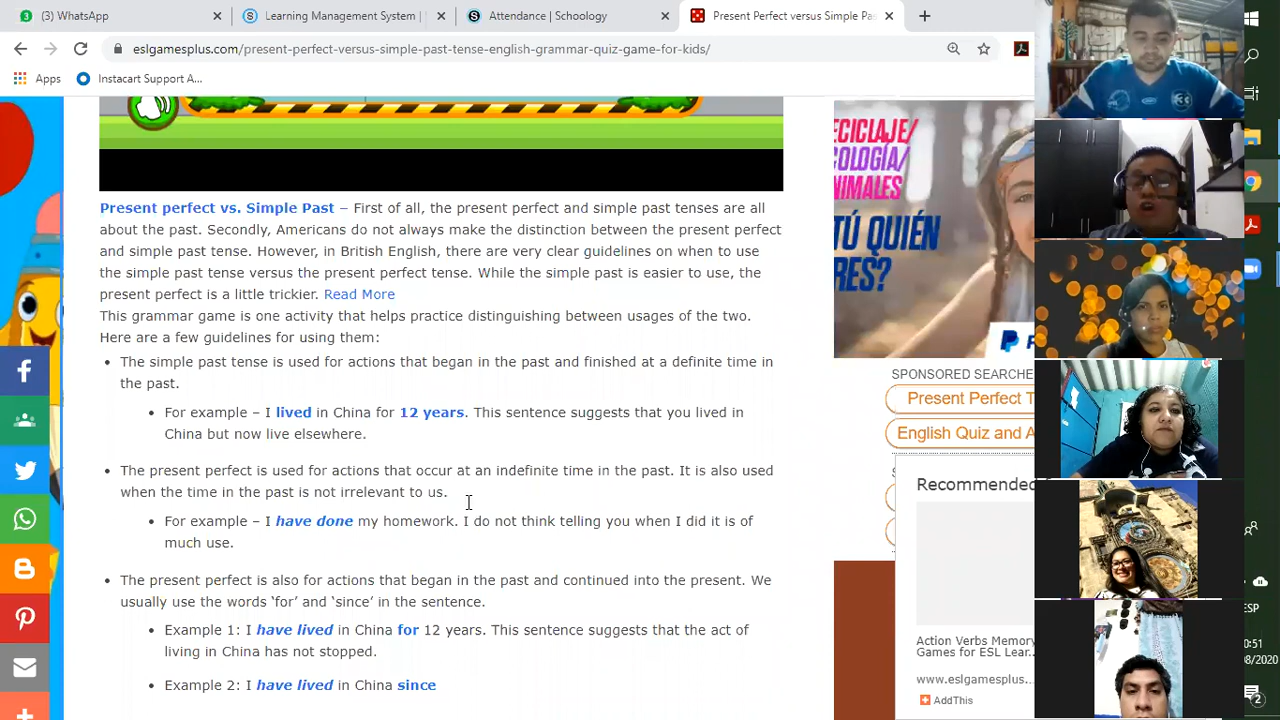 (3) WhatsApp
Learning Management System |
Attendance | Schoology
Present Perfect versus Simple Pas
eslgamesplus.com/present-perfect-versus-simple-past-tense-english-grammar-quiz-game-for-kids/
Apps
Instacart Support A...
Present perfect vs. Simple Past – First of all, the present perfect and simple past tenses are all
about the past. Secondly, Americans do not always make the distinction between the present perfect
and simple past tense. However, in British English, there are very clear guidelines on when to use
the simple past tense versus the present perfect tense. While the simple past is easier to use, the
present perfect is a little trickier. Read More
This grammar game is one activity that helps practice distinguishing between usages of the two.
Here are a few guidelines for using them:
• The simple past tense is used for actions that began in the past and finished at a definite time in
the past.
• For example – I lived in China for 12 years. This sentence suggests that you lived in
China but now live elsewhere.
• The present perfect is used for actions that occur at an indefinite time in the past. It is also used
when the time in the past is not irrelevant to us.
• For example – I have done my homework. I do not think telling you when I did it is of
much use.
• The present perfect is also for actions that began in the past and continued into the present. We
usually use the words ‘for’ and ‘since’ in the sentence.
• Example 1: I have lived in China for 12 years. This sentence suggests that the act of
living in China has not stopped.
• Example 2: I have lived in China since
ECICLAJE/
COLOGÍA/
NIMALES
TÚ QUIÉN
RES?
P
SPONSORED SEARCHE
Present Perfect T
English Quiz and A
Recommended
Action Verbs Memory
Games for ESL Lear...
www.eslgamesplus...
AddThis
ESP
0:51
08/2020
2